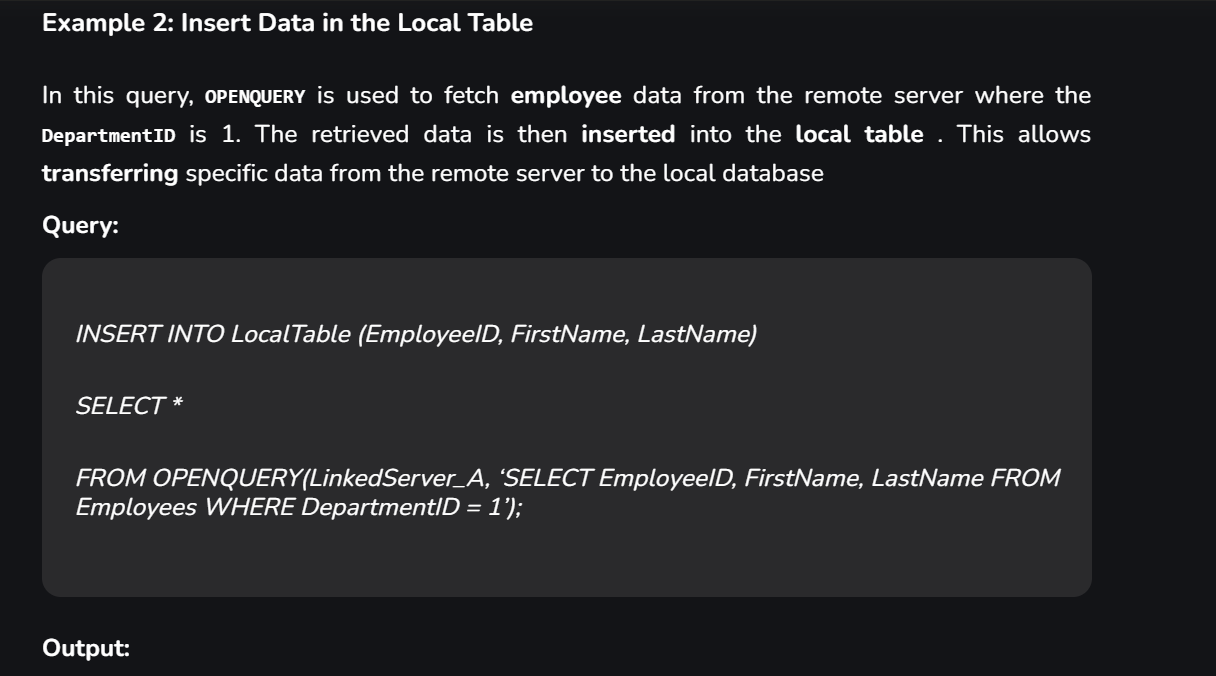 Example 2: Insert Data in the Local Table
In this query, OPENQUERY is used to fetch employee data from the remote server where the
DepartmentID is 1. The retrieved data is then inserted into the local table . This allows
transferring specific data from the remote server to the local database
Query:
INSERT INTO LocalTable (EmployeeID, FirstName, LastName)
SELECT *
FROM OPENQUERY(LinkedServer_A, ‘SELECT EmployeeID, FirstName, LastName FROM
Employees WHERE DepartmentID = 1’);
Output: